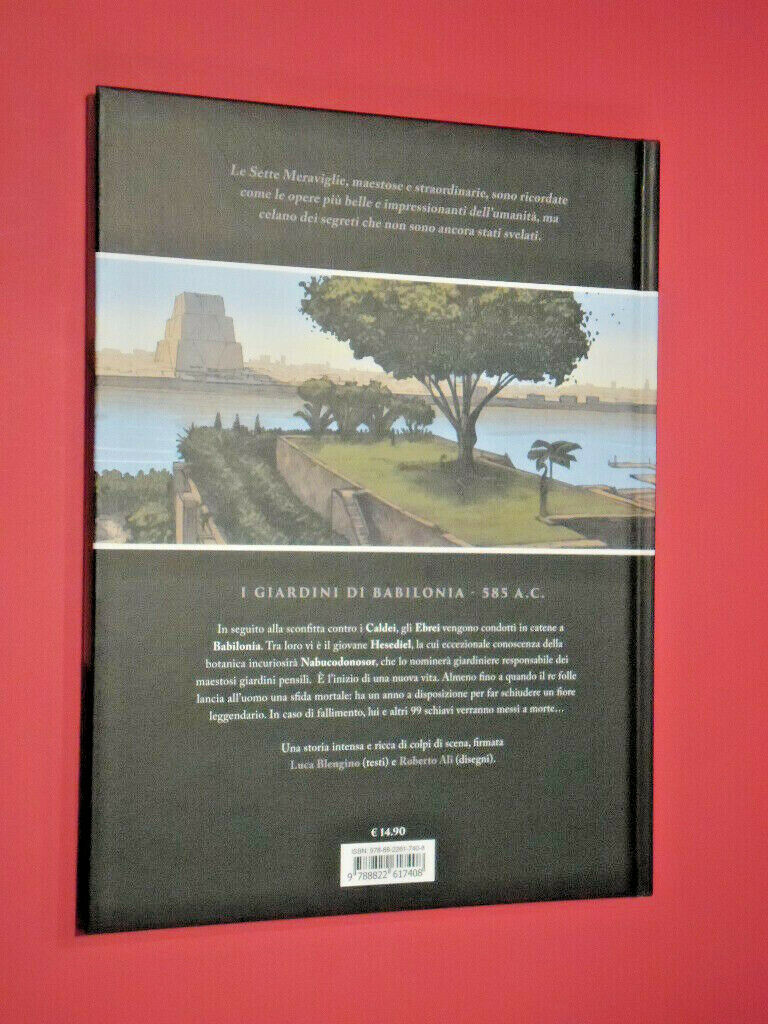 Le Sette Meraviglie, maestose e straordinarie, sono ricordate
come le opere più belle e impressionanti dell'umanità, ma
celano dei segreti che non sono ancora stati svelati.
I GIARDINI DI BABILONIA - 585 A.C.
In seguito alla sconfitta contro i Caldei, gli Ebrei vengono condotti in catene a
Babilonia. Tra loro vi è il giovane Hesediel, la cui eccezionale conoscenza della
botanica incuriosirà Nabucodonosor, che lo nominerà giardiniere responsabile dei
maestosi giardini pensili. È l'inizio di una nuova vita. Almeno fino a quando il re folle
lancia all'uomo una sfida mortale: ha un anno a disposizione per far schiudere un fiore
leggendario. In caso di fallimento, lui e altri 99 schiavi verranno messi a morte...
Una storia intensa e ricca di colpi di scena, firmata
Luca Blengino (testi) e Roberto Ali (disegni).
€ 14.90
ISBN: 978-88-2261-740-8
9 788822 617408